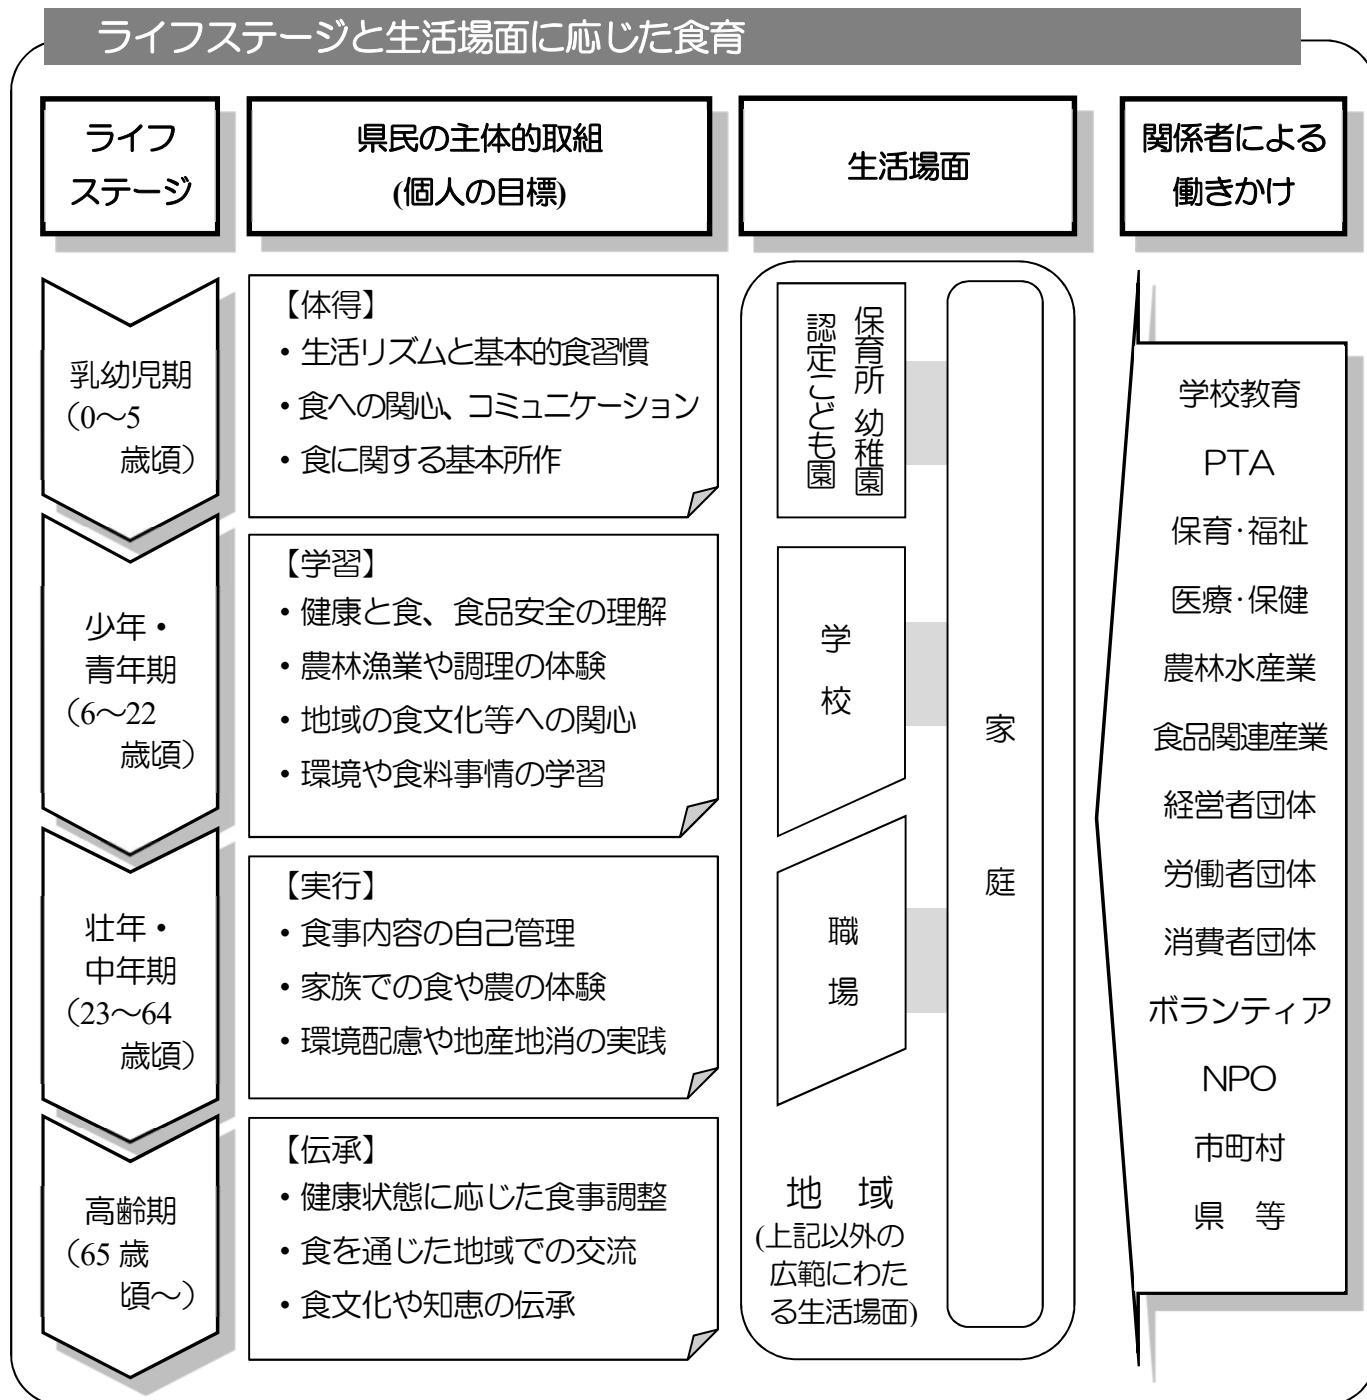 ライフステージと生活場面に応じた食育
ライフ
ステージ
県民の主体的取組
(個人の目標)
生活場面
関係者による
働きかけ
乳幼児期
（0～5
歳頃）
【体得】
・生活リズムと基本的食習慣
・食への関心、コミュニケーション
・食に関する基本所作
少年・
青年期
（6～22
歳頃）
【学習】
・健康と食、食品安全の理解
・農林漁業や調理の体験
・地域の食文化等への関心
・環境や食料事情の学習
壮年・
中年期
（23～64
歳頃）
【実行】
・食事内容の自己管理
・家族での食や農の体験
・環境配慮や地産地消の実践
高齢期
（65 歳
頃～）
【伝承】
・健康状態に応じた食事調整
・食を通じた地域での交流
・食文化や知恵の伝承
保育所 幼稚園
認定こども園
学校
職場
地　域
(上記以外の
広範にわた
る生活場面)
家庭
学校教育
PTA
保育・福祉
医療・保健
農林水産業
食品関連産業
経営者団体
労働者団体
消費者団体
ボランティア
NPO
市町村
県　等